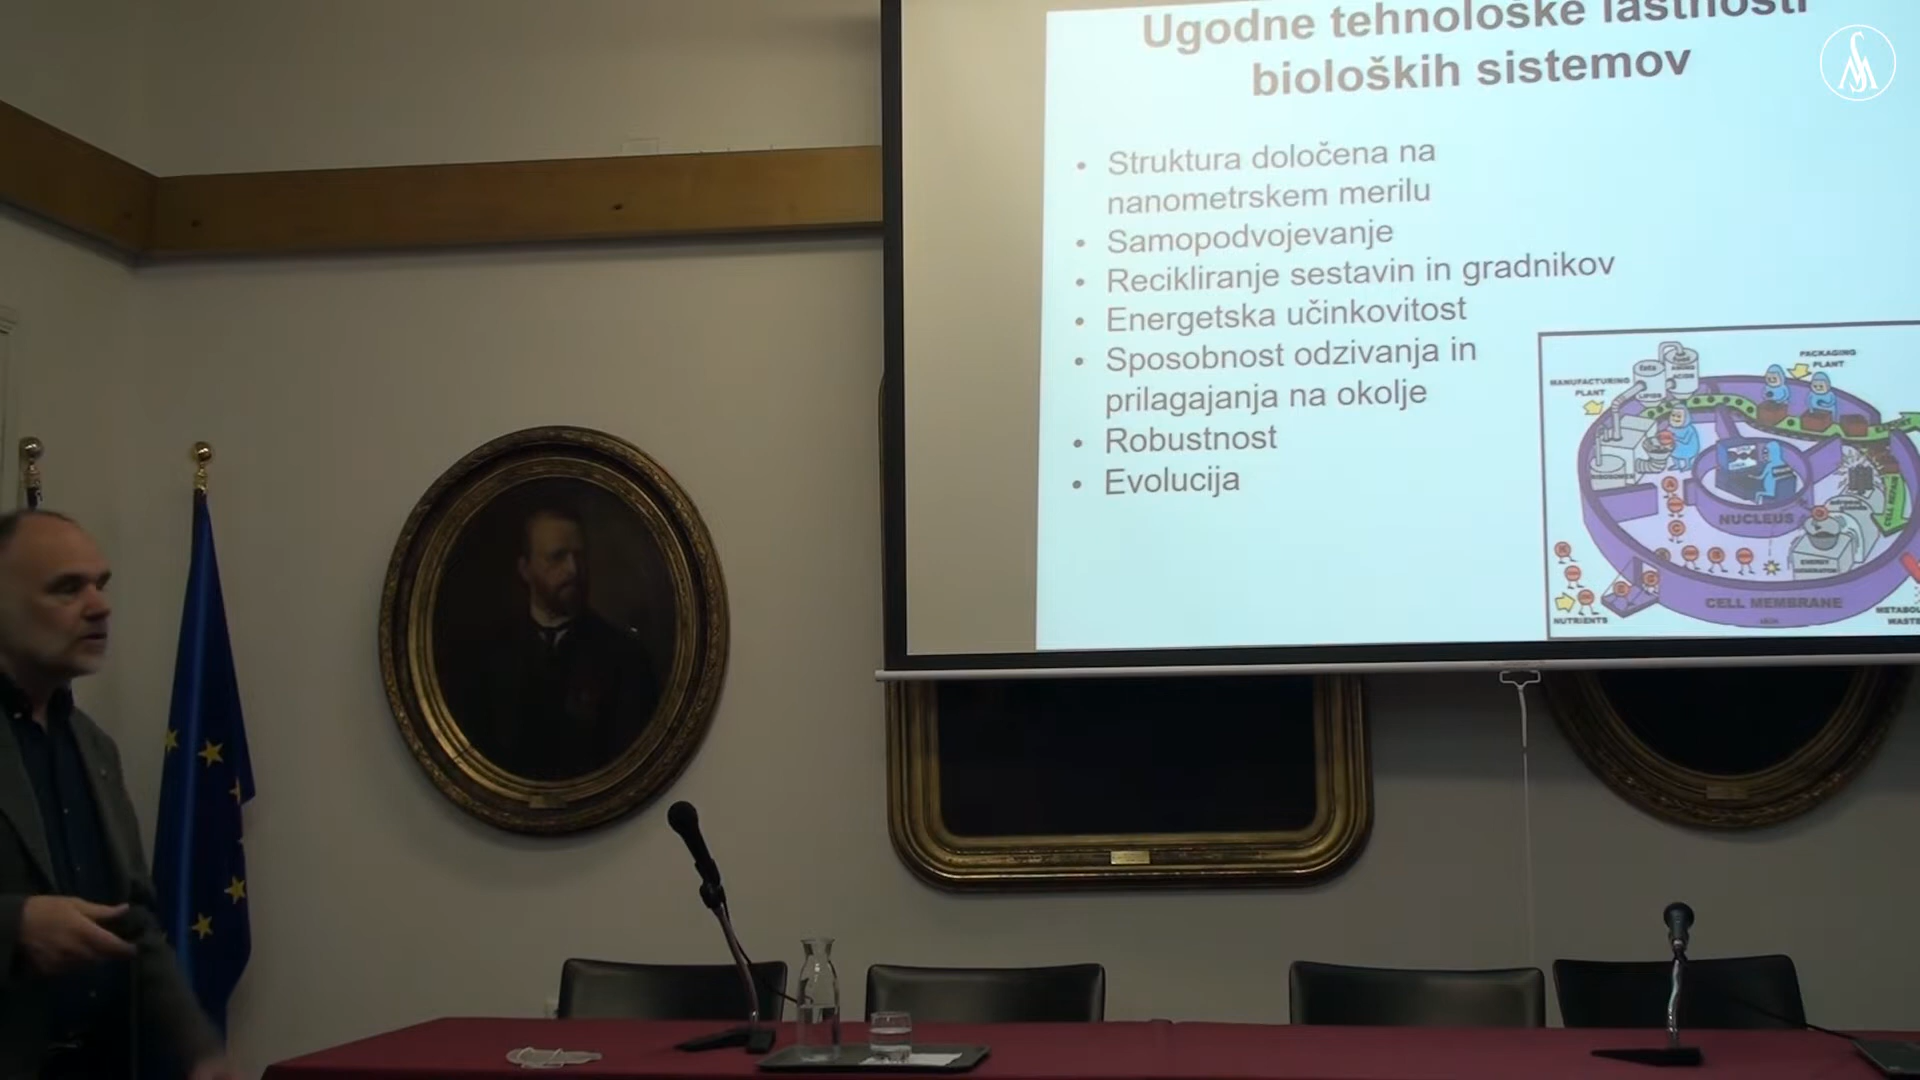 Ugodne tehnološke lastnosti
bioloških sistemov
• Struktura določena na
nanometrskem merilu
• Samopodvojevanje
• Recikliranje sestavin in gradnikov
• Energetska učinkovitost
• Sposobnost odzivanja in
prilagajanja na okolje
• Robustnost
• Evolucija
PACKAGING
PLANT
MANUFACTURING
PLANT
NUCLEUS
CELL MEMBRANE
NUTRIENTS